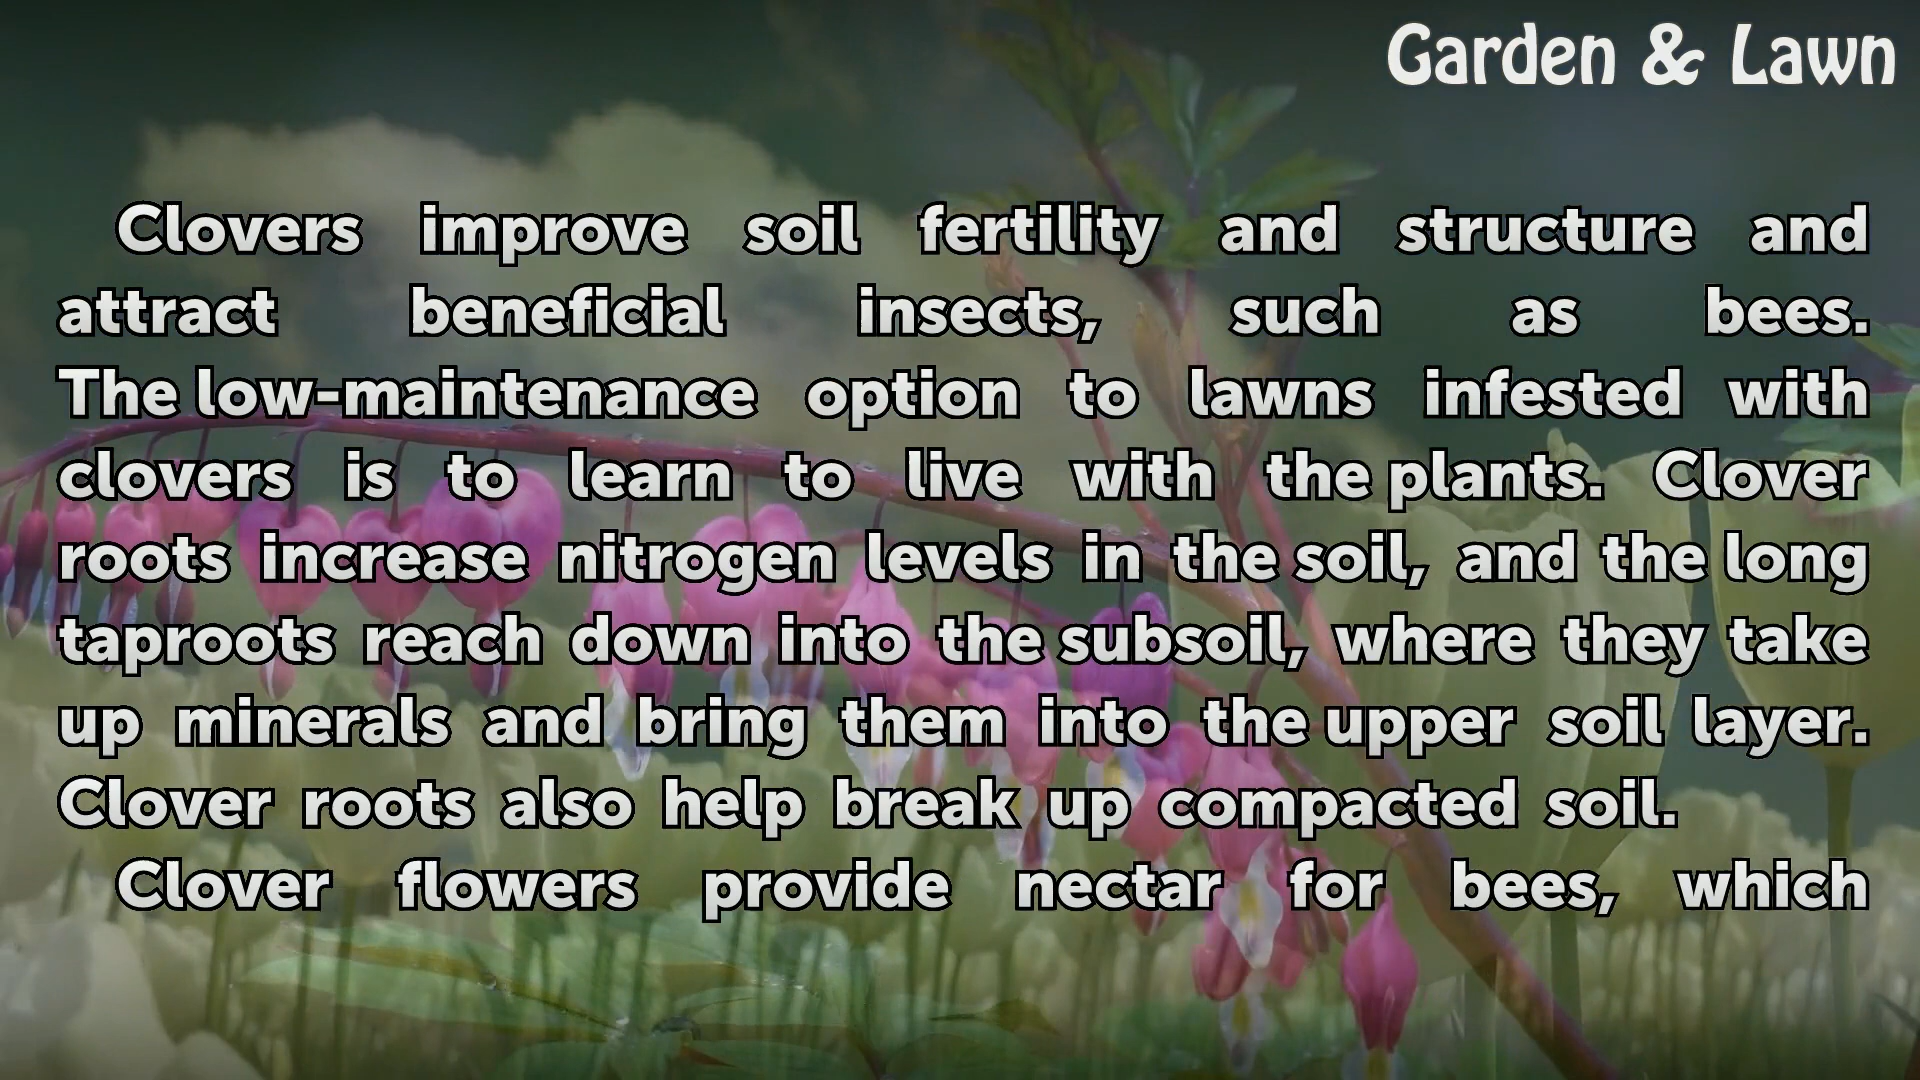 Garden & Lawn
Clovers improve soil fertility and structure and
attract beneficial insects, such as bees.
The low-maintenance option to lawns infested with
clovers is to learn to live with the plants. Clover
roots increase nitrogen levels in the soil, and the long
taproots reach down into the subsoil, where they take
up minerals and bring them into the upper soil layer.
Clover roots also help break up compacted soil.
Clover flowers provide nectar for bees, which